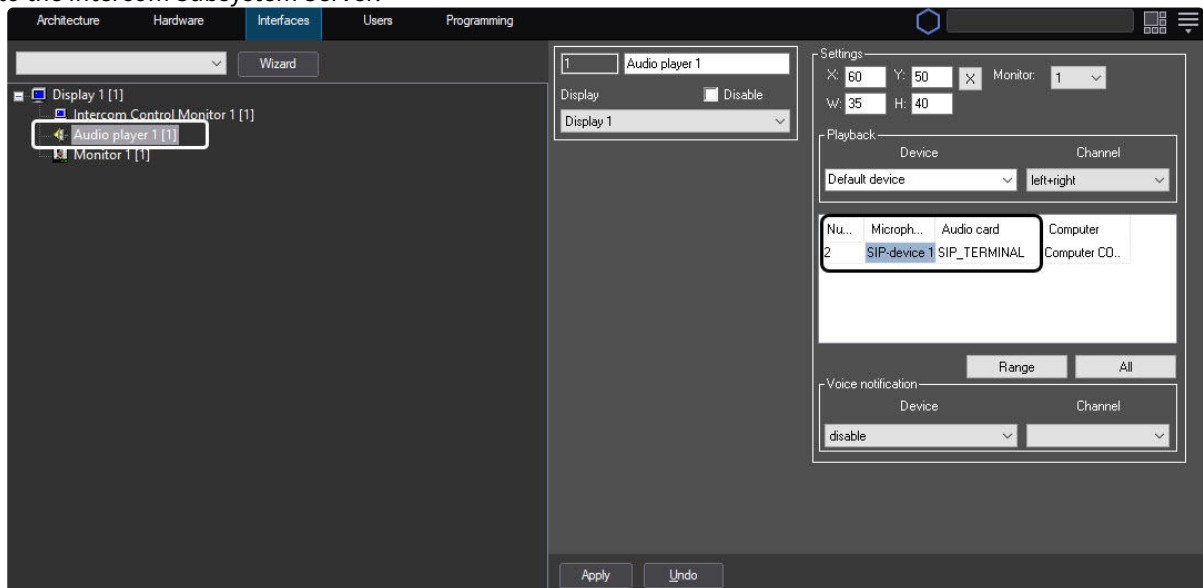 to the Intercom Subsystem Server.
Architecture Hardware Interfaces Users Programming
Wizard
Display 1 [1]
Intercom Control Monitor 1 [1]
Audio player 1 [1]
Monitor 1 [1]
1 Audio player 1
Display Disable
Display 1
Settings
X: 60 Y: 50 X Monitor: 1
W: 35 H: 40
Playback
Device Channel
Default device left+right
Nu... Microph... Audio card Computer
2 SIP-device 1 SIP_TERMINAL Computer CO...
Range All
Voice notification
Device Channel
disable
Apply Undo